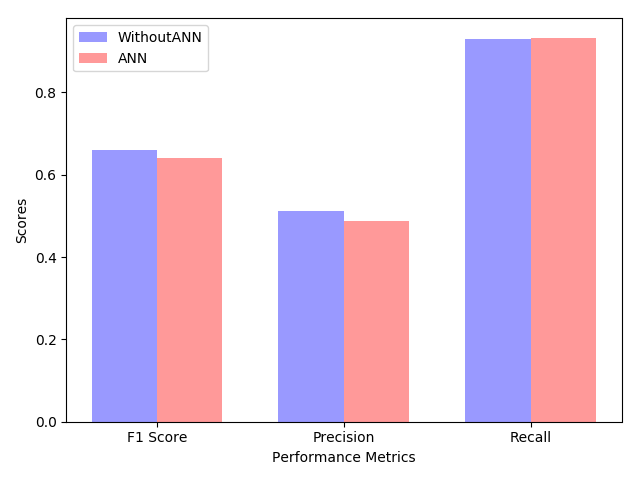 WithoutANN
ANN
Scores
0.8
0.6
0.4
0.2
0.0
F1 Score
Precision
Recall
Performance Metrics